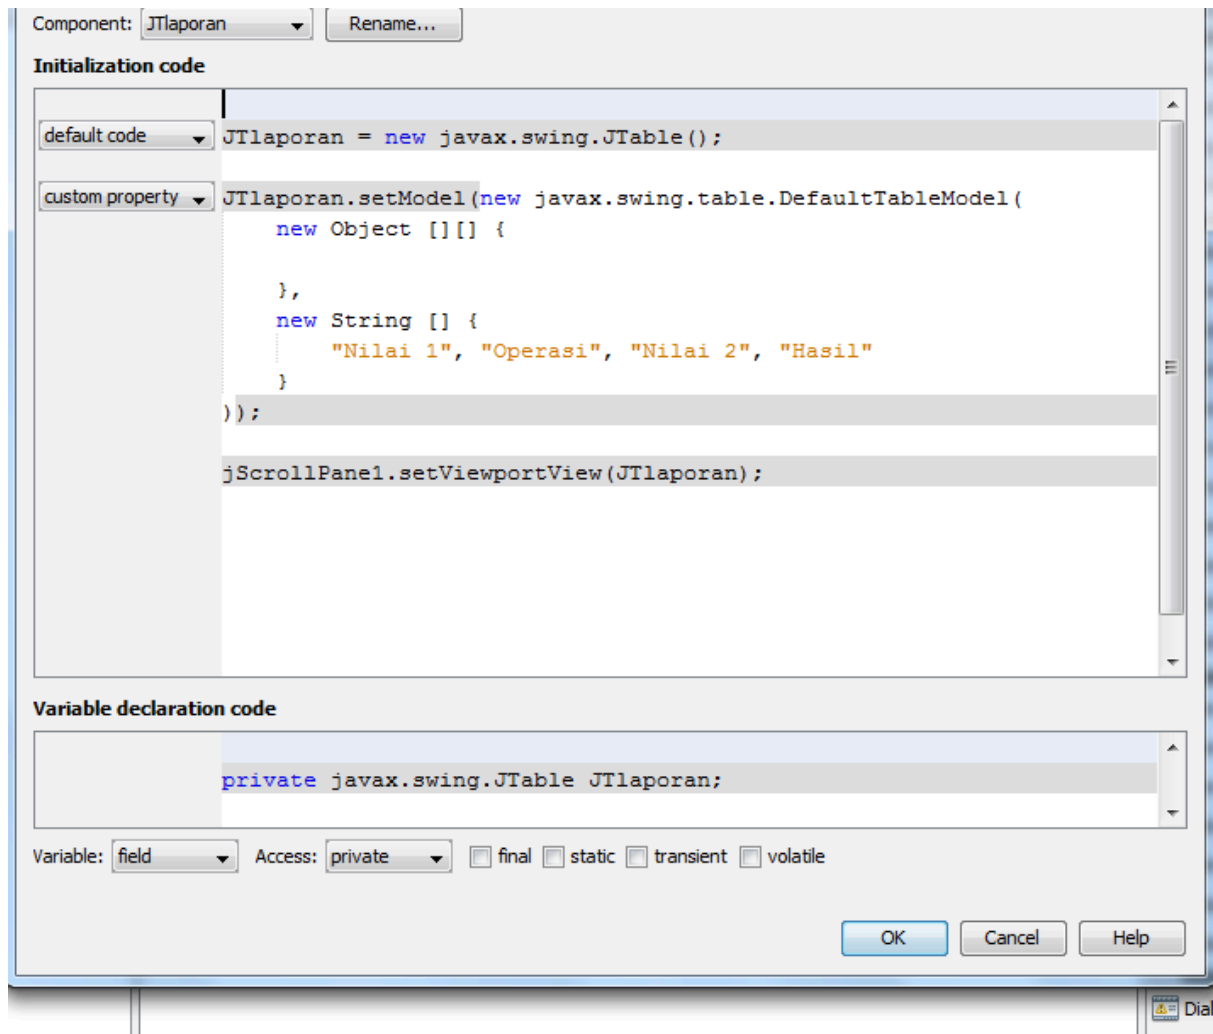 Component: JTlaporan Rename...
Initialization code
default code JTlaporan = new javax.swing.JTable();
custom property JTlaporan.setModel(new javax.swing.table.DefaultTableModel(
new Object [][] {
},
new String [] {
"Nilai 1", "Operasi", "Nilai 2", "Hasil"
}
));
jScrollPane1.setViewportView(JTlaporan);
Variable declaration code
private javax.swing.JTable JTlaporan;
Variable: field Access: private final static transient volatile
OK Cancel Help